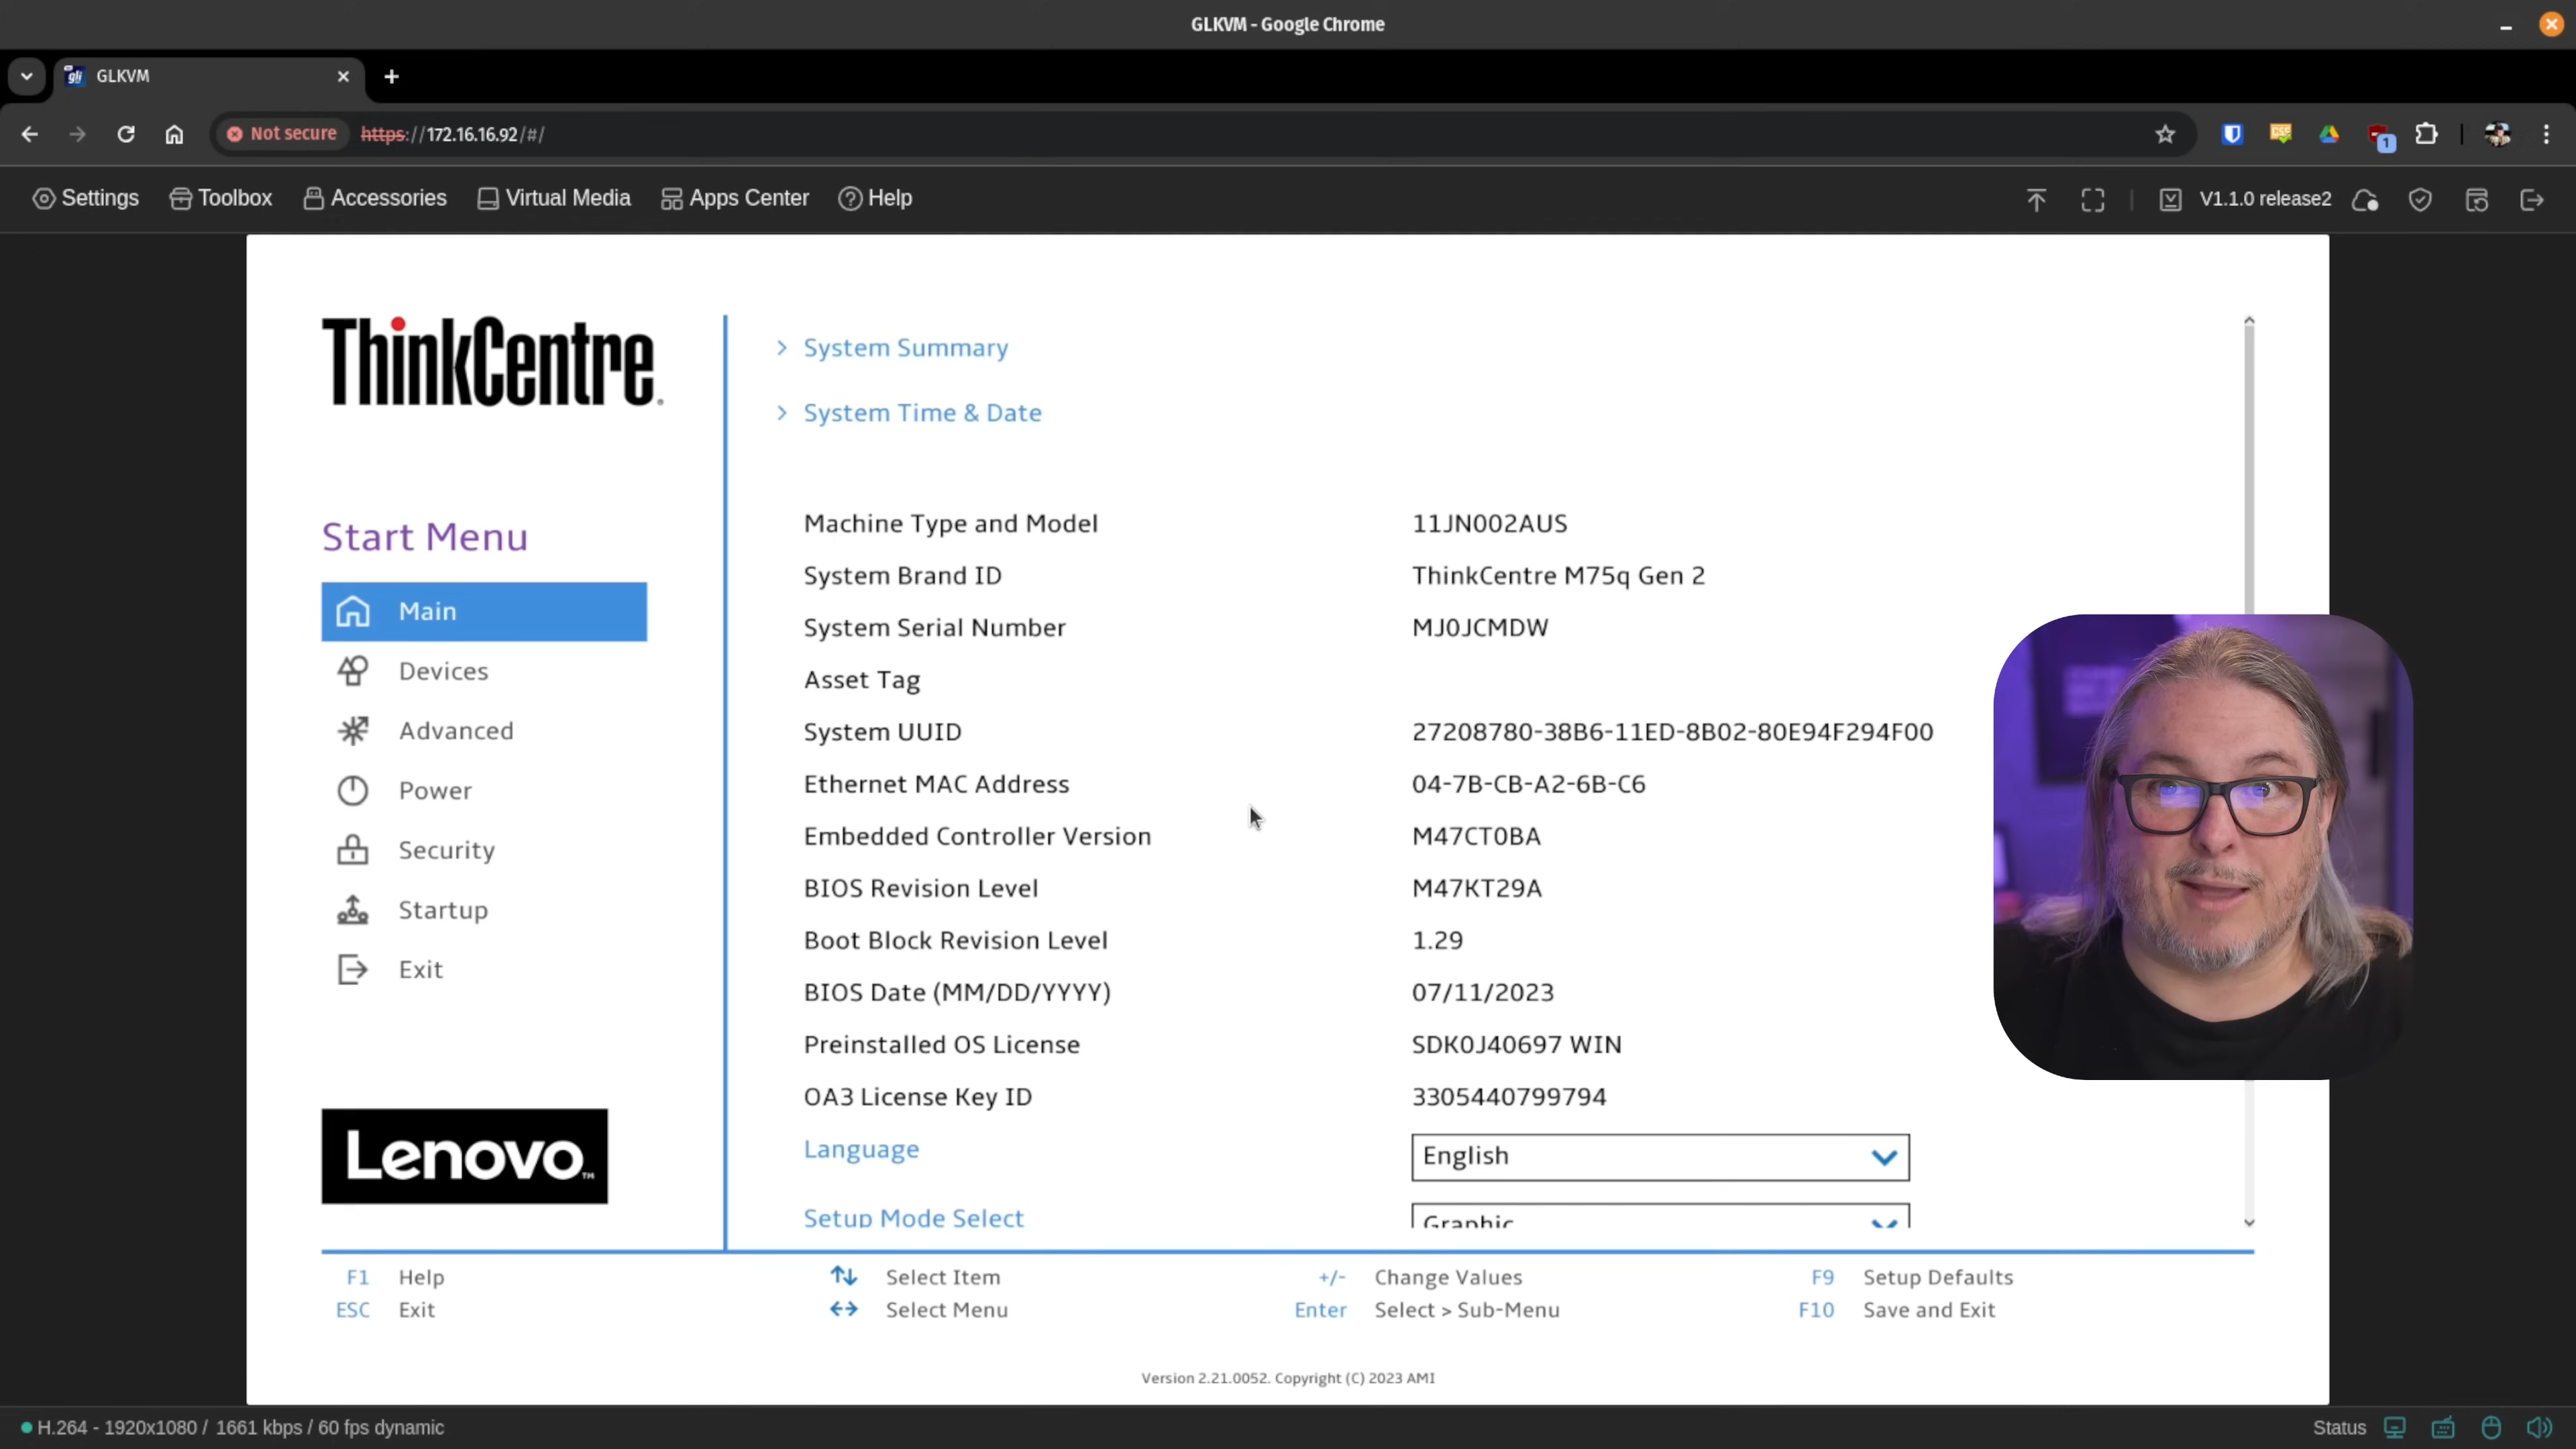 GLKVM - Google Chrome
gli GLKVM
Not secure https://172.16.16.92/#/
1
Settings Toolbox Accessories Virtual Media Apps Center Help V1.1.0 release2
ThinkCentre
System Summary
System Time & Date
Start Menu
Main
Devices
Advanced
Power
Security
Startup
Exit
Lenovo™
Machine Type and Model 11JN002AUS
System Brand ID ThinkCentre M75q Gen 2
System Serial Number MJ0JCMDW
Asset Tag
System UUID 27208780-38B6-11ED-8B02-80E94F294F00
Ethernet MAC Address 04-7B-CB-A2-6B-C6
Embedded Controller Version M47CT0BA
BIOS Revision Level M47KT29A
Boot Block Revision Level 1.29
BIOS Date (MM/DD/YYYY) 07/11/2023
Preinstalled OS License SDK0J40697 WIN
OA3 License Key ID 3305440799794
Language English
Setup Mode Select Graphic
F1 Help Select Item +/- Change Values F9 Setup Defaults
ESC Exit Select Menu Enter Select > Sub-Menu F10 Save and Exit
Version 2.21.0052. Copyright (C) 2023 AMI
H.264 - 1920x1080 / 1661 kbps / 60 fps dynamic Status